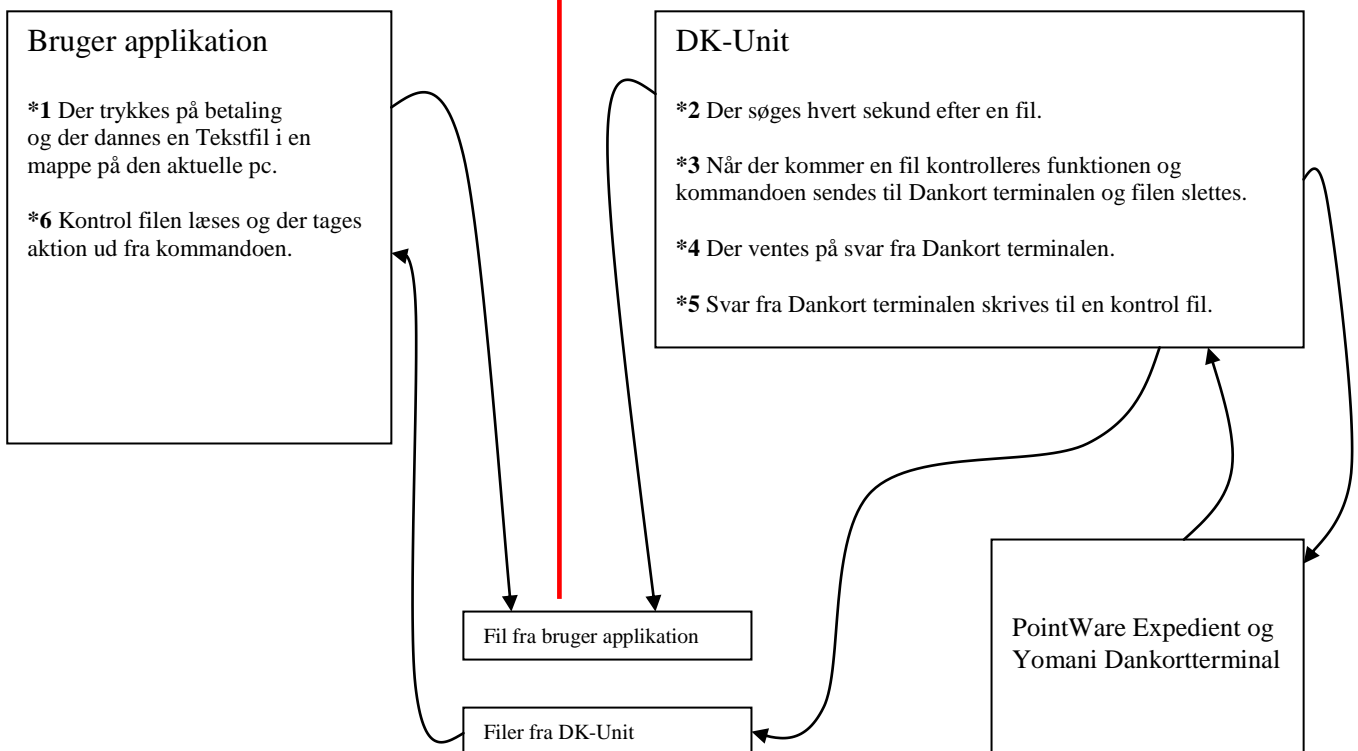 Bruger applikation
*1 Der trykkes på betaling
og der dannes en Tekstfil i en
mappe på den aktuelle pc.
*6 Kontrol filen læses og der tages
aktion ud fra kommandoen.
DK-Unit
*2 Der søges hvert sekund efter en fil.
*3 Når der kommer en fil kontrolleres funktionen og
kommandoen sendes til Dankort terminalen og filen slettes.
*4 Der ventes på svar fra Dankort terminalen.
*5 Svar fra Dankort terminalen skrives til en kontrol fil.
Fil fra bruger applikation
Filer fra DK-Unit
PointWare Expedient og
Yomani Dankortterminal